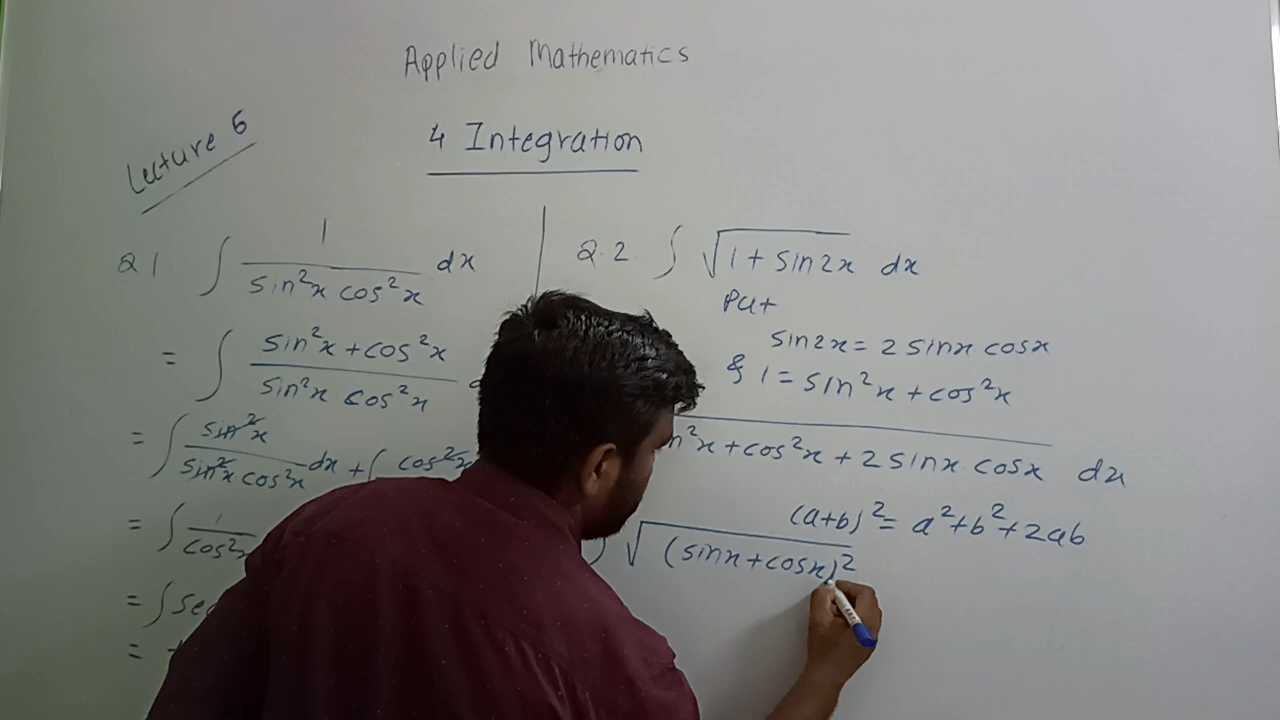 Applied Mathematics
Lecture 6
4 Integration
Q 1 ∫ 1 / sin²x cos²x dx
= ∫ sin²x + cos²x / sin²x cos²x
= ∫ sin²x / sin²x cos²x dx + ∫ cos²x
= ∫ 1 / cos²x
= ∫ Sec
=
Q. 2. ∫ √1 + sin2x dx
Put
sin2x = 2 sinx cosx
& 1 = sin²x + cos²x
n²x + cos²x + 2 sinx cosx dx
(a+b)² = a² + b² + 2ab
√(sinx + cosx)²